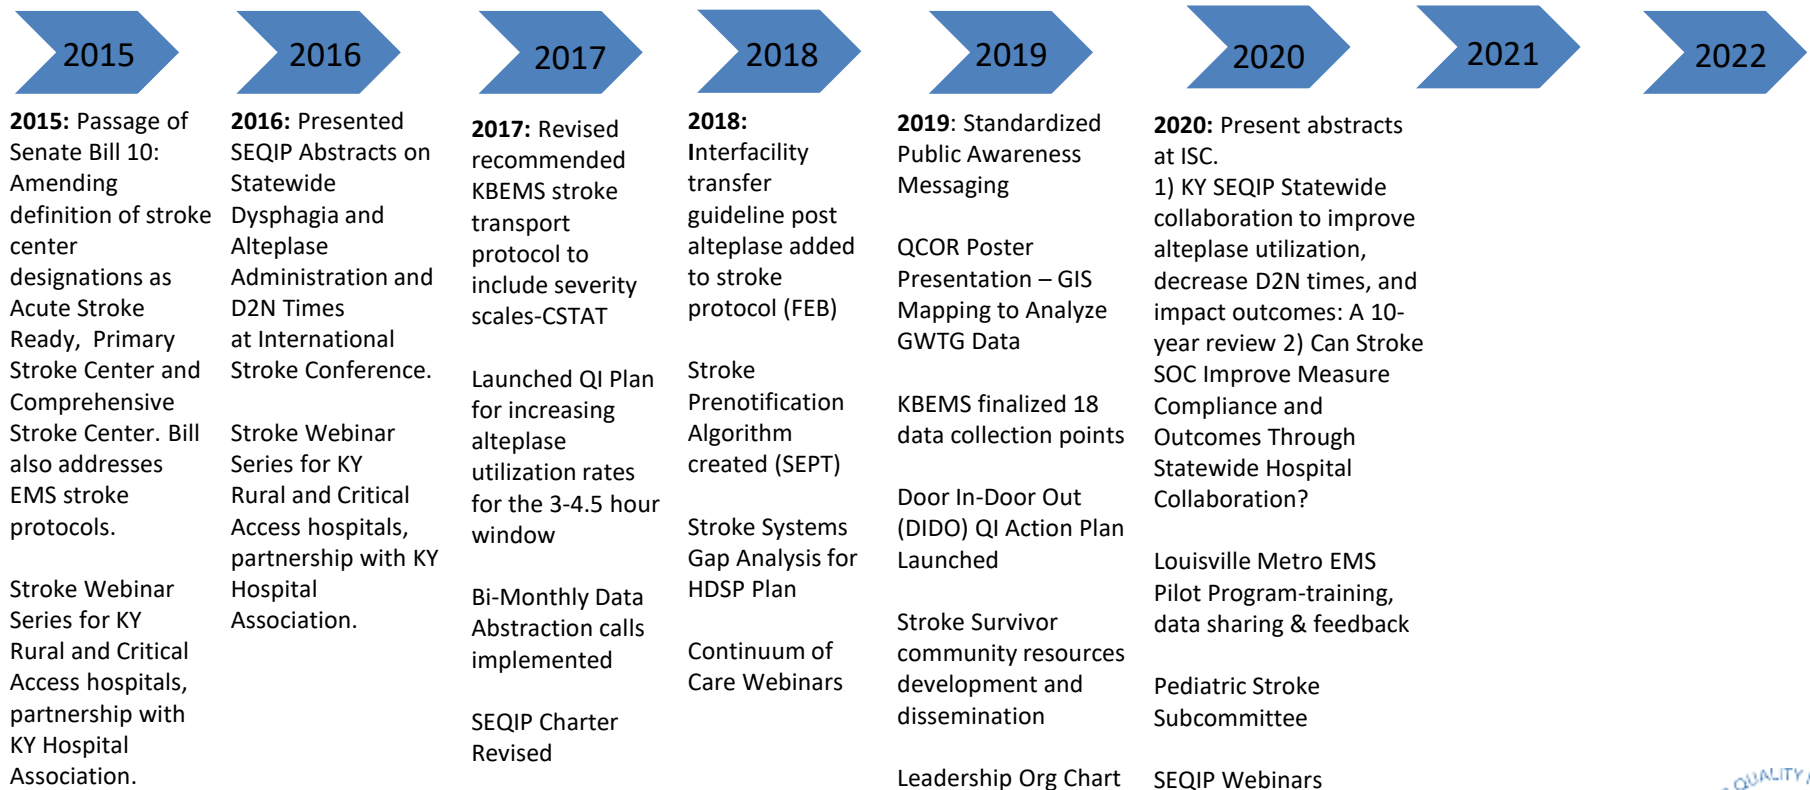 2015
2016
2017
2018
2019
2020
2021
2022
2015: Passage of
Senate Bill 10:
Amending
definition of stroke
center
designations as
Acute Stroke
Ready, Primary
Stroke Center and
Comprehensive
Stroke Center. Bill
also addresses
EMS stroke
protocols.
Stroke Webinar
Series for KY
Rural and Critical
Access hospitals,
partnership with
KY Hospital
Association.
2016: Presented
SEQIP Abstracts on
Statewide
Dysphagia and
Alteplase
Administration and
D2N Times
at International
Stroke Conference.
Stroke Webinar
Series for KY
Rural and Critical
Access hospitals,
partnership with KY
Hospital
Association.
2017: Revised
recommended
KBEMS stroke
transport
protocol to
include severity
scales-CSTAT
Launched QI Plan
for increasing
alteplase
utilization rates
for the 3-4.5 hour
window
Bi-Monthly Data
Abstraction calls
implemented
SEQIP Charter
Revised
2018:
Interfacility
transfer
guideline post
alteplase added
to stroke
protocol (FEB)
Stroke
Prenotification
Algorithm
created (SEPT)
Stroke Systems
Gap Analysis for
HDSP Plan
Continuum of
Care Webinars
2019: Standardized
Public Awareness
Messaging
QCOR Poster
Presentation – GIS
Mapping to Analyze
GWTG Data
KBEMS finalized 18
data collection points
Door In-Door Out
(DIDO) QI Action Plan
Launched
Stroke Survivor
community resources
development and
dissemination
Leadership Org Chart
2020: Present abstracts
at ISC.
1) KY SEQIP Statewide
collaboration to improve
alteplase utilization,
decrease D2N times, and
impact outcomes: A 10-
year review 2) Can Stroke
SOC Improve Measure
Compliance and
Outcomes Through
Statewide Hospital
Collaboration?
Louisville Metro EMS
Pilot Program-training,
data sharing & feedback
Pediatric Stroke
Subcommittee
SEQIP Webinars
QUALITY